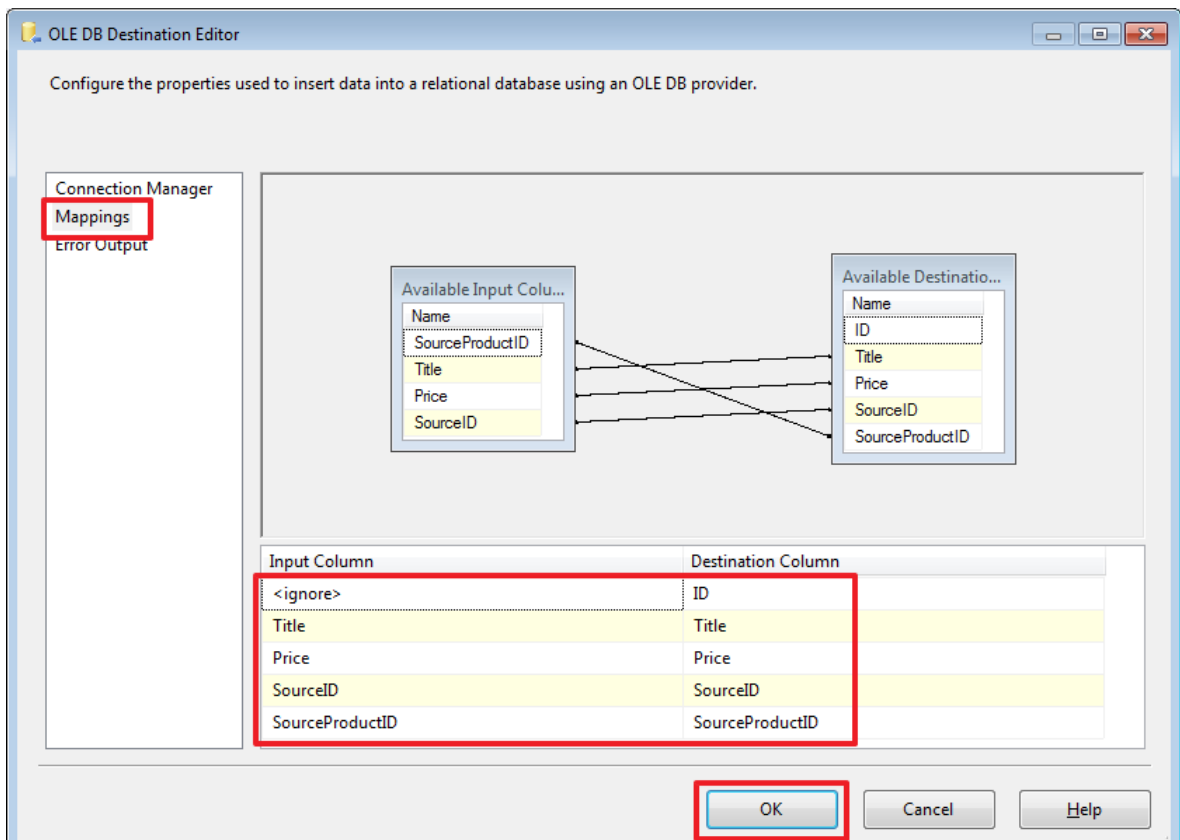 OLE DB Destination Editor
Configure the properties used to insert data into a relational database using an OLE DB provider.
Connection Manager
Mappings
Error Output
Available Input Colu...
Name
SourceProductID
Title
Price
SourceID
Available Destinatio...
Name
ID
Title
Price
SourceID
SourceProductID
Input Column Destination Column
<ignore> ID
Title Title
Price Price
SourceID SourceID
SourceProductID SourceProductID
OK Cancel Help